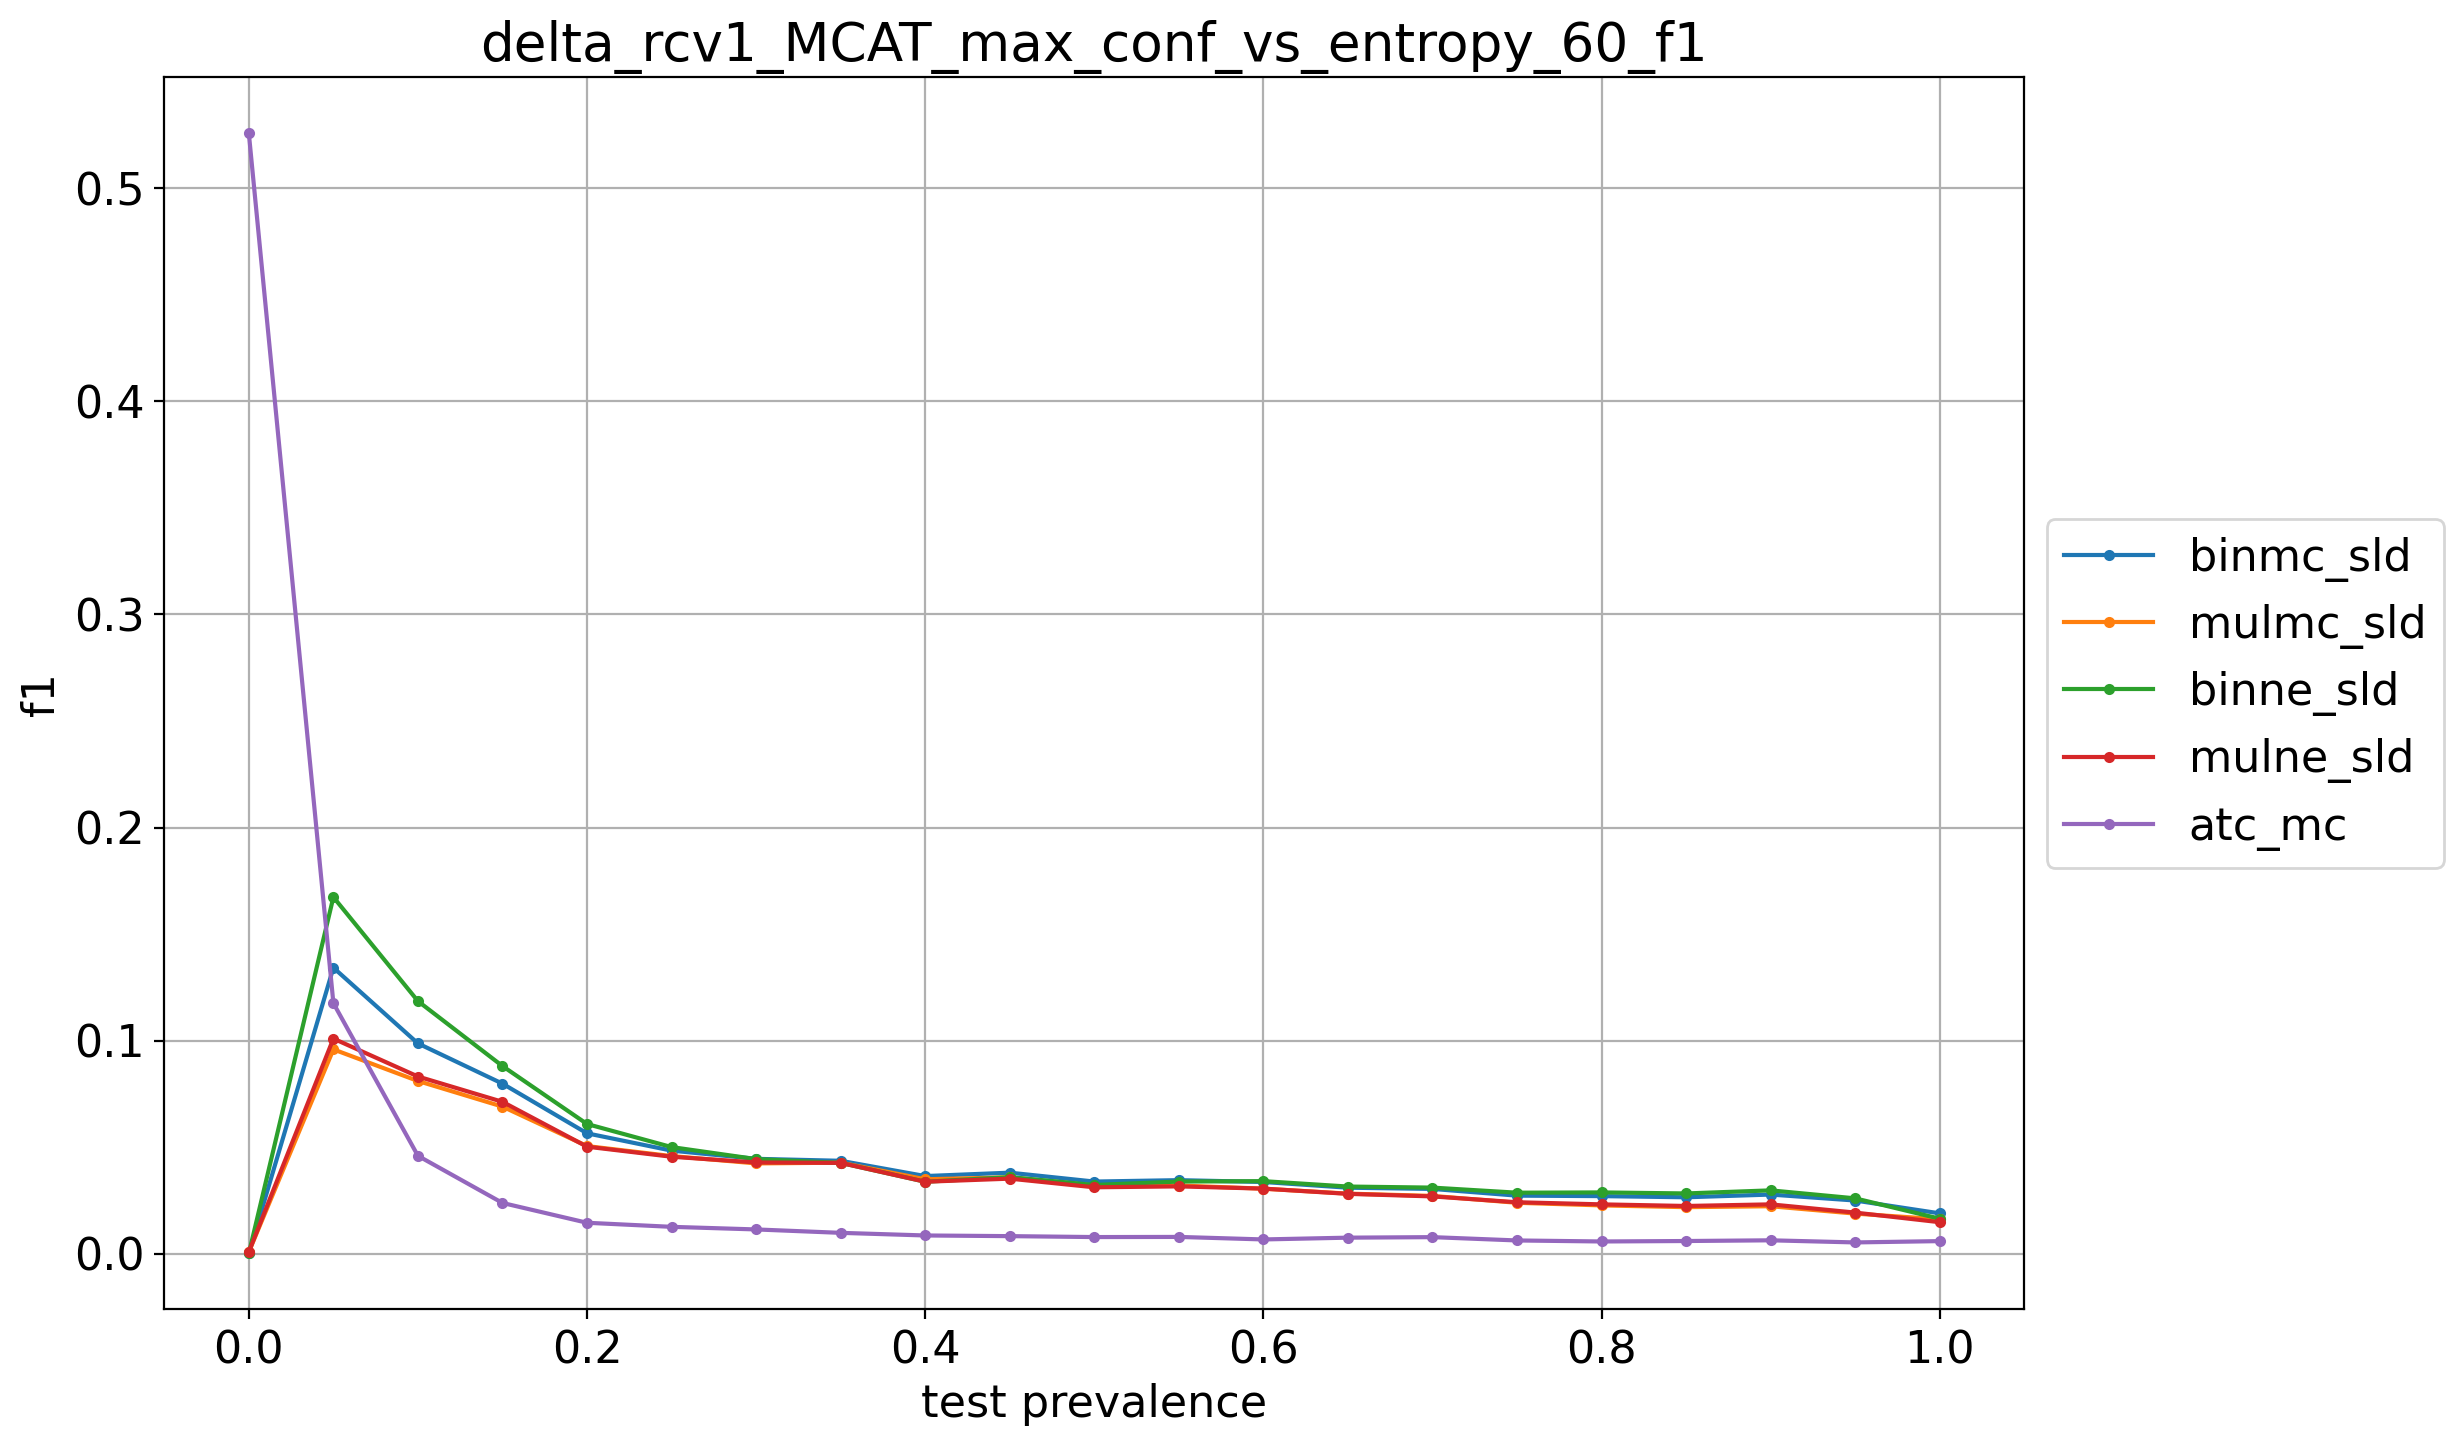 delta_rcv1_MCAT_max_conf_vs_entropy_60_f1
f1
0.5
0.4
0.3
0.2
0.1
0.0
0.0 0.2 0.4 0.6 0.8 1.0
test prevalence
binmc_sld
mulmc_sld
binne_sld
mulne_sld
atc_mc